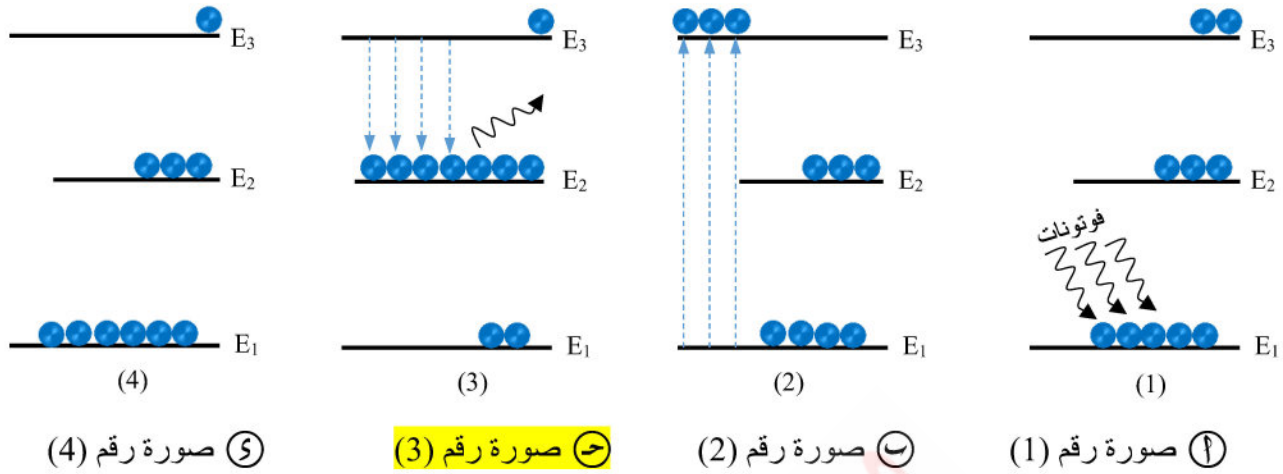 E₃ E₃ E₃ E₃
فوتونات
E₂ E₂ E₂ E₂
E₁ E₁ E₁ E₁
(1) (2) (3) (4)
أ صورة رقم (1) ب صورة رقم (2) حـ صورة رقم (3) د صورة رقم (4)